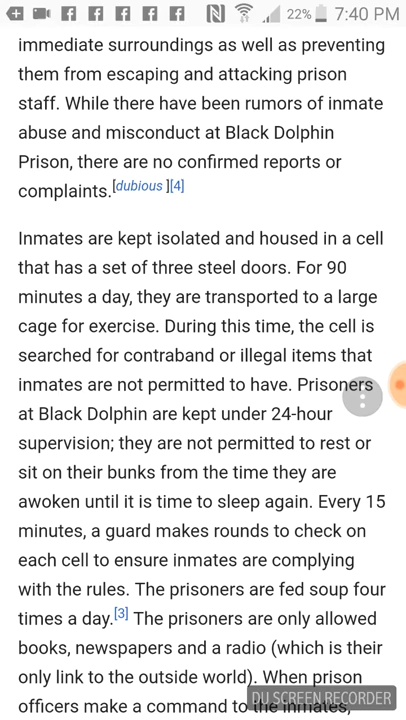 22% 7:40 PM
immediate surroundings as well as preventing
them from escaping and attacking prison
staff. While there have been rumors of inmate
abuse and misconduct at Black Dolphin
Prison, there are no confirmed reports or
complaints.[dubious ][4]
Inmates are kept isolated and housed in a cell
that has a set of three steel doors. For 90
minutes a day, they are transported to a large
cage for exercise. During this time, the cell is
searched for contraband or illegal items that
inmates are not permitted to have. Prisoners
at Black Dolphin are kept under 24-hour
supervision; they are not permitted to rest or
sit on their bunks from the time they are
awoken until it is time to sleep again. Every 15
minutes, a guard makes rounds to check on
each cell to ensure inmates are complying
with the rules. The prisoners are fed soup four
times a day.[3] The prisoners are only allowed
books, newspapers and a radio (which is their
only link to the outside world). When prison
officers make a command to the inmates,
DU SCREEN RECORDER